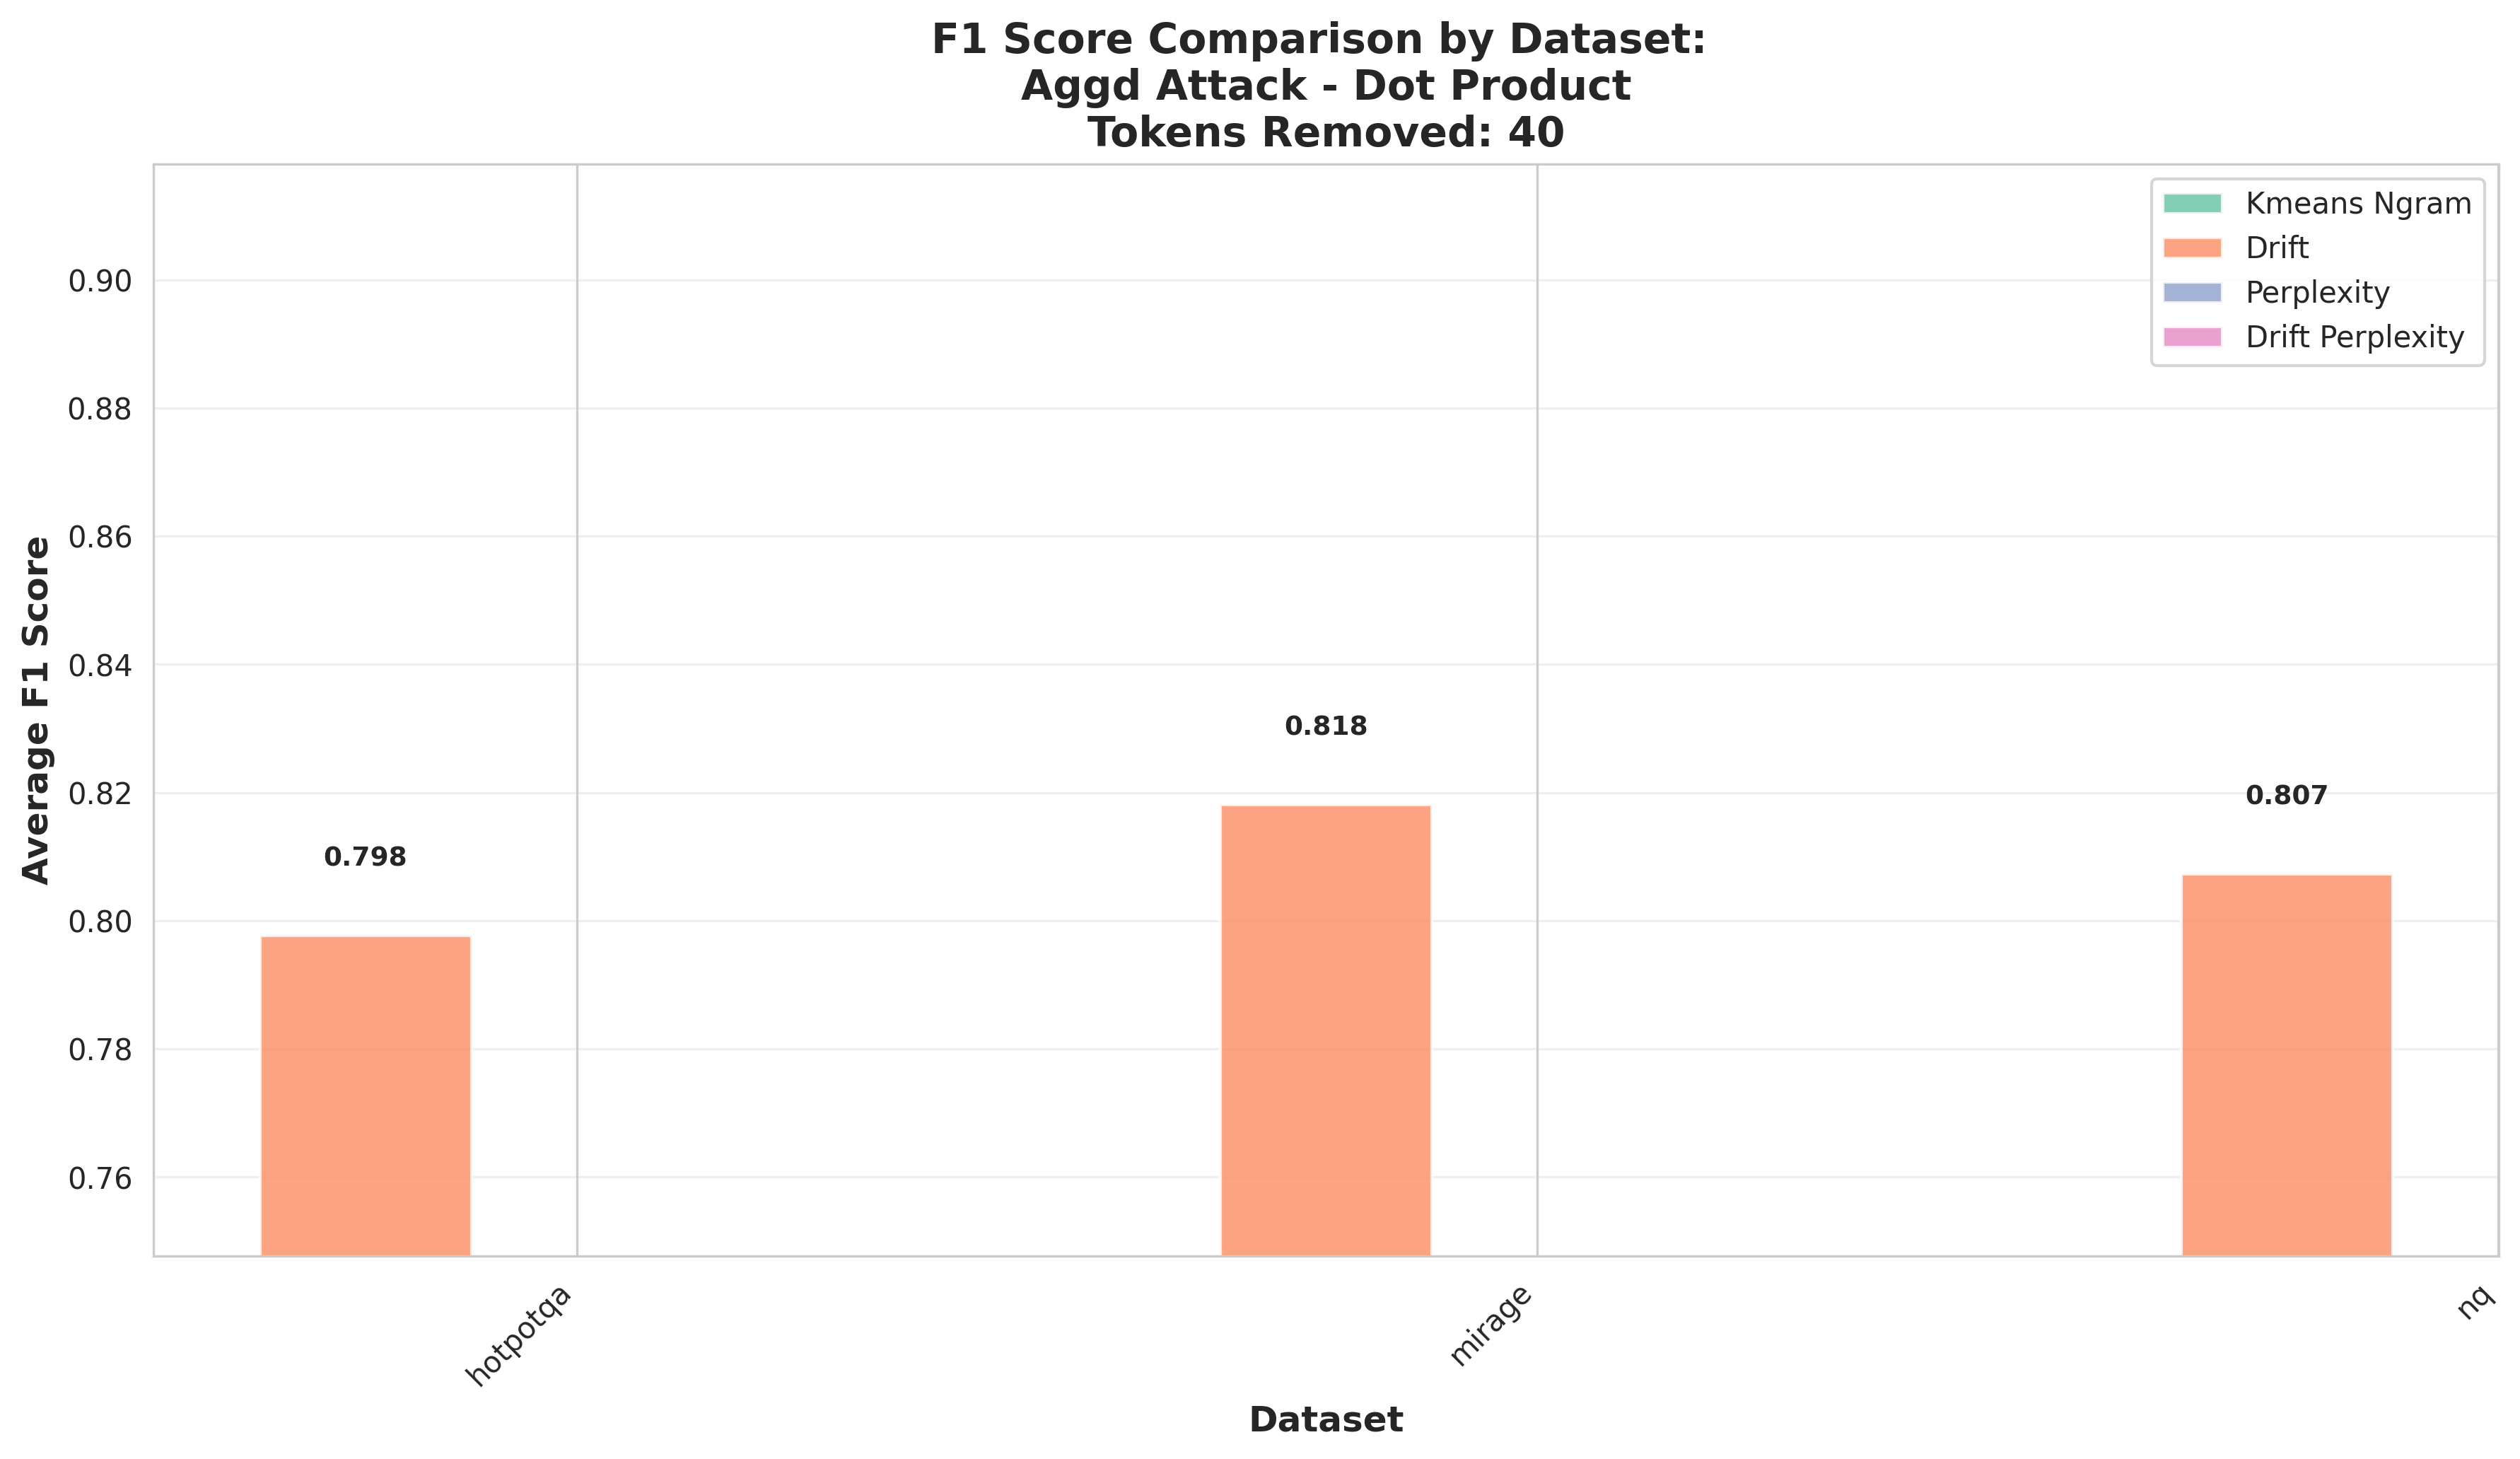 F1 Score Comparison by Dataset:
Aggd Attack - Dot Product
Tokens Removed: 40
Kmeans Ngram
Drift
Perplexity
Drift Perplexity
Average F1 Score
0.90
0.88
0.86
0.84
0.82
0.80
0.78
0.76
0.798
0.818
0.807
hotpotqa
mirage
nq
Dataset